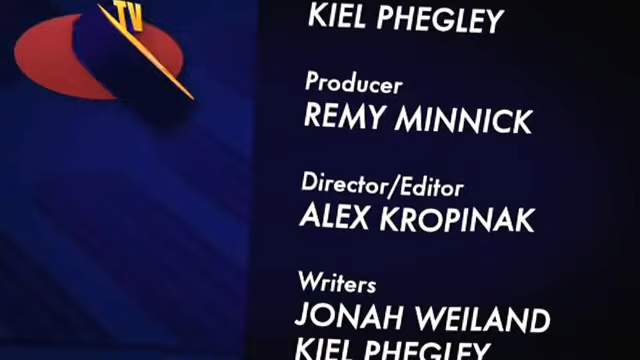 TV
KIEL PHEGLEY
Producer
REMY MINNICK
Director/Editor
ALEX KROPINAK
Writers
JONAH WEILAND
KIEL PHEGLEY